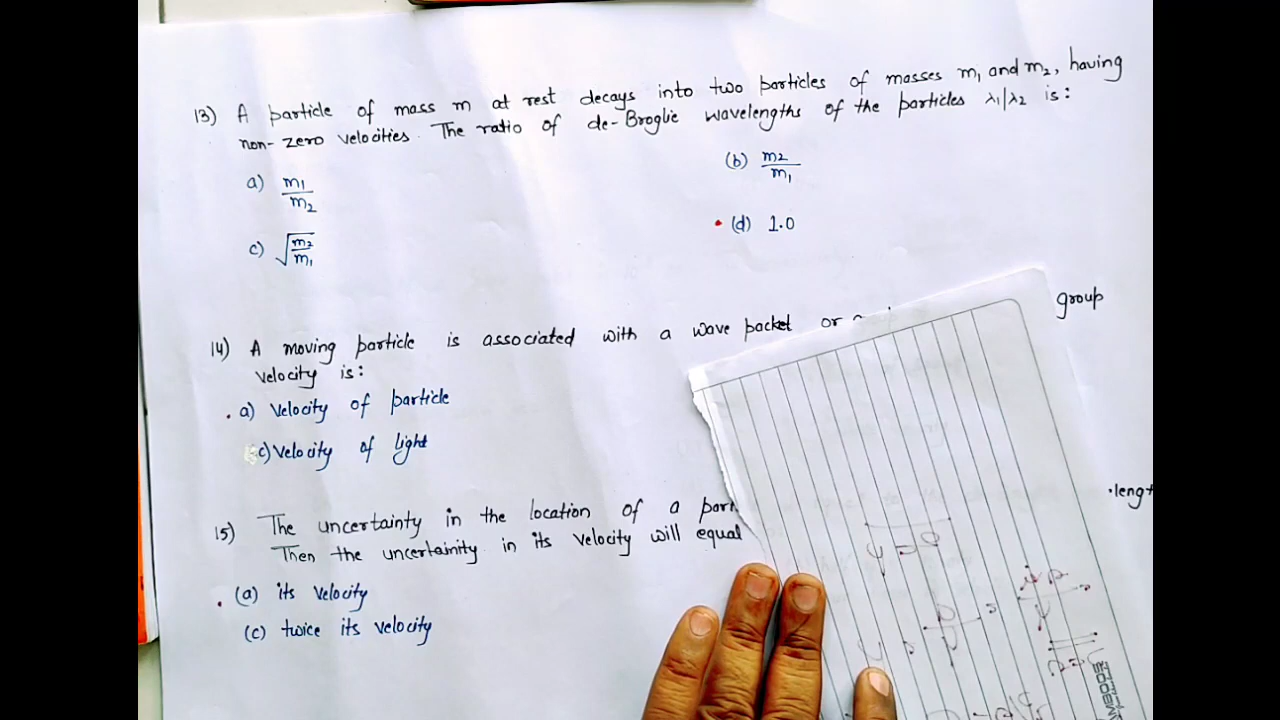 13) A particle of mass m at rest decays into two particles of masses m1 and m2, having
non-zero velocities. The ratio of de-Broglie wavelengths of the particles λ1/λ2 is:
a) m1/m2
(b) m2/m1
c) √m2/m1
(d) 1.0
14) A moving particle is associated with a wave packet or group
velocity is:
a) velocity of particle
c) velocity of light
15) The uncertainty in the location of a length
Then the uncertainity in its velocity will equal
(a) its velocity
(c) twice its velocity